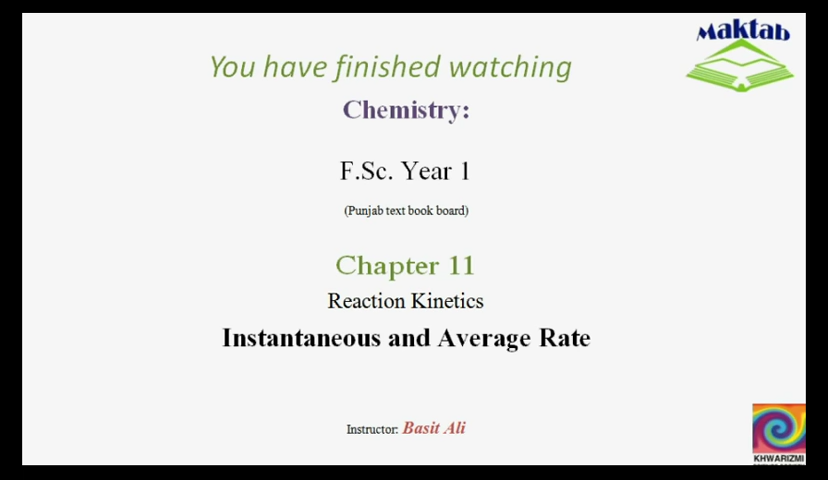 Maktab
You have finished watching
Chemistry:
F.Sc. Year 1
(Punjab text book board)
Chapter 11
Reaction Kinetics
Instantaneous and Average Rate
Instructor: Basit Ali
KHWARIZMI